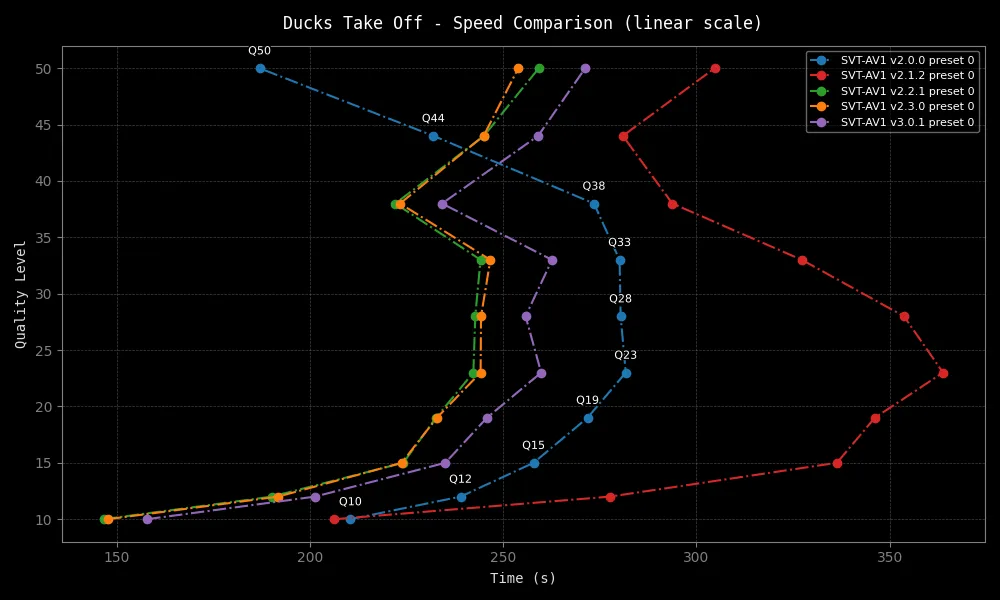 Ducks Take Off - Speed Comparison (linear scale)
SVT-AV1 v2.0.0 preset 0
SVT-AV1 v2.1.2 preset 0
SVT-AV1 v2.2.1 preset 0
SVT-AV1 v2.3.0 preset 0
SVT-AV1 v3.0.1 preset 0
Q50
Q44
Q38
Q33
Q28
Q23
Q19
Q15
Q12
Q10
Quality Level
50
45
40
35
30
25
20
15
10
150 200 250 300 350
Time (s)